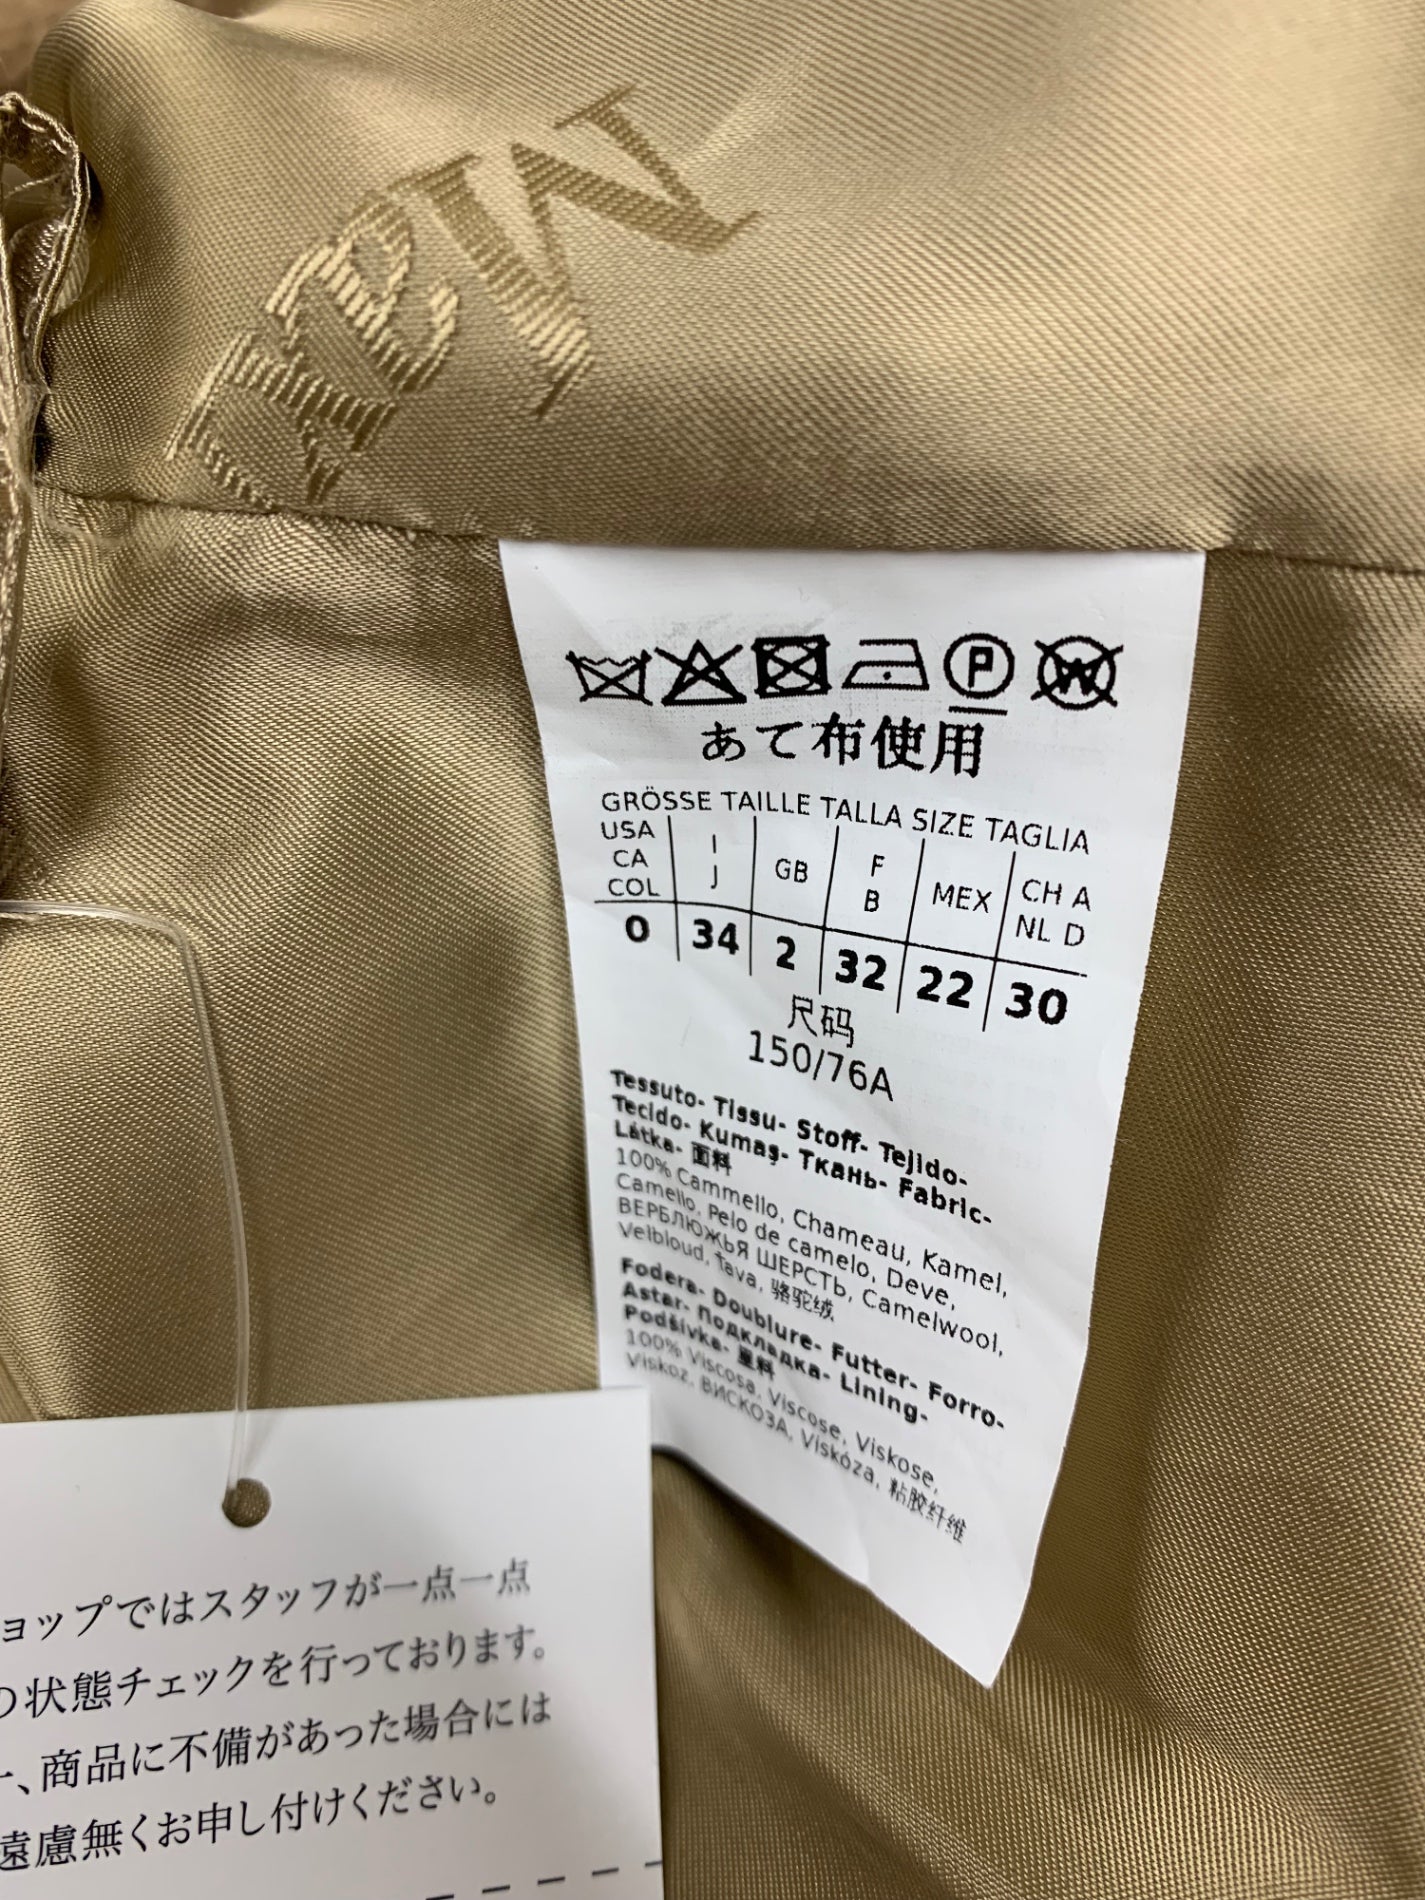 Max
あて布使用
GRÖSSE TAILLE TALLA SIZE TAGLIA
USA CA COL | I J | GB | F B | MEX | CH A NL D
0 | 34 | 2 | 32 | 22 | 30
尺码
150/76A
Tessuto- Tissu- Stoff- Tejido-
Tecido- Kumaş- Ткань- Fabric-
Látka- 面料
100% Cammello, Chameau, Kamel,
Camello, Pelo de camelo, Deve,
ВЕРБЛЮЖЬЯ ШЕРСТЬ, Camelwool,
Velbloud, Ťava, 骆驼绒
Fodera- Doublure- Futter- Forro-
Astar- Подкладка- Lining-
Podšívka- 里料
100% Viscosa, Viscose, Viskose,
Viskoz, ВИСКОЗА, Viskóza, 粘胶纤维
ョップではスタッフが一点一点
の状態チェックを行っております。
、商品に不備があった場合には
遠慮無くお申し付けください。